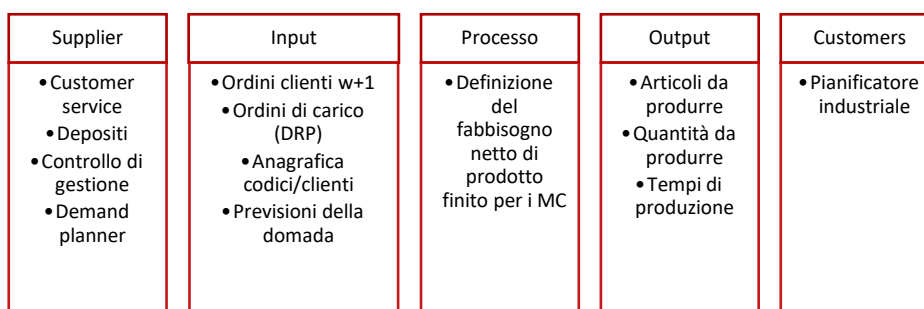 Supplier
•Customer
service
•Depositi
•Controllo di
gestione
•Demand
planner
Input
•Ordini clienti w+1
•Ordini di carico
(DRP)
•Anagrafica
codici/clienti
•Previsioni della
domada
Processo
•Definizione
del
fabbisogno
netto di
prodotto
finito per i MC
Output
•Articoli da
produrre
•Quantità da
produrre
•Tempi di
produzione
Customers
•Pianificatore
industriale